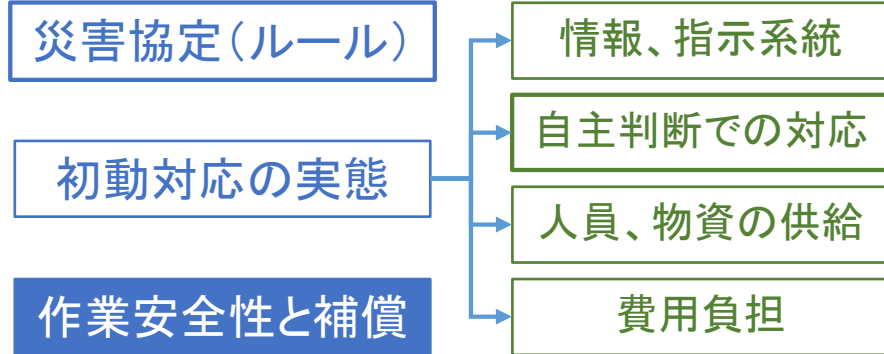 災害協定(ルール)
初動対応の実態
作業安全性と補償
情報、指示系統
自主判断での対応
人員、物資の供給
費用負担